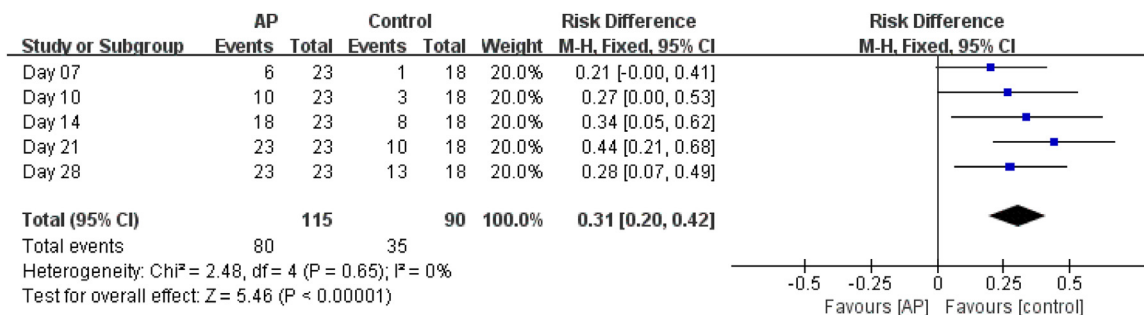 AP Control Risk Difference Risk Difference
Study or Subgroup Events Total Events Total Weight M-H, Fixed, 95% CI M-H, Fixed, 95% CI
Day 07 6 23 1 18 20.0% 0.21 [-0.00, 0.41]
Day 10 10 23 3 18 20.0% 0.27 [0.00, 0.53]
Day 14 18 23 8 18 20.0% 0.34 [0.05, 0.62]
Day 21 23 23 10 18 20.0% 0.44 [0.21, 0.68]
Day 28 23 23 13 18 20.0% 0.28 [0.07, 0.49]
Total (95% CI) 115 90 100.0% 0.31 [0.20, 0.42]
Total events 80 35
Heterogeneity: Chi² = 2.48, df = 4 (P = 0.65); I² = 0%
Test for overall effect: Z = 5.46 (P < 0.00001)
-0.5 -0.25 0 0.25 0.5
Favours [AP] Favours [control]